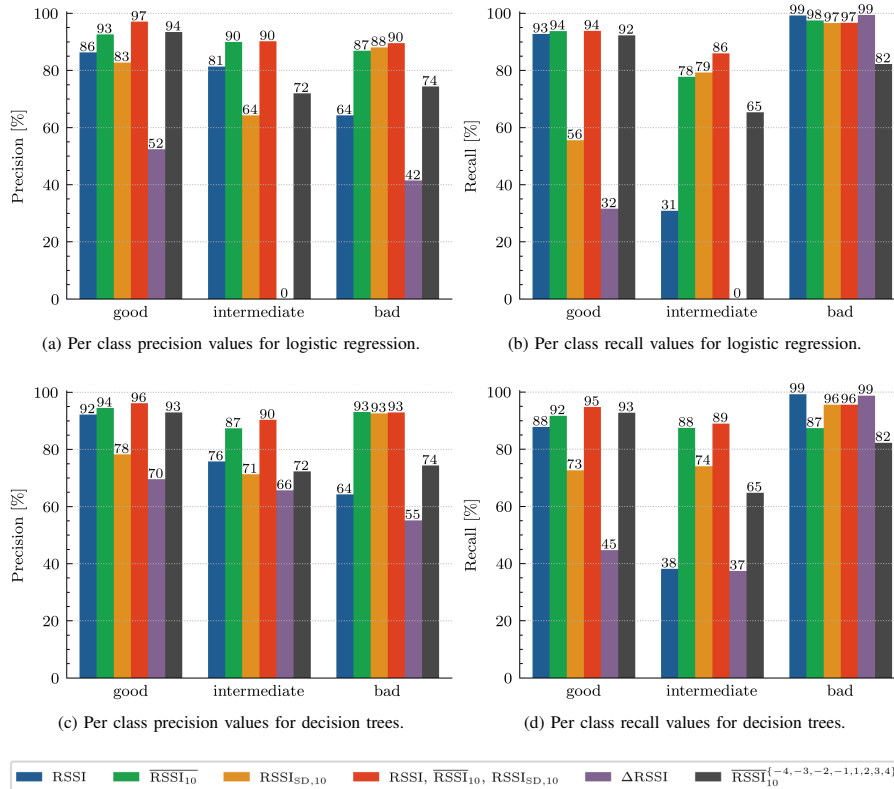 100
80
60
40
20
0
Precision [%]
86 93 83 97 52 94
81 90 64 90 0 72
64 87 88 90 42 74
good intermediate bad
(a) Per class precision values for logistic regression.
100
80
60
40
20
0
Recall [%]
93 94 56 94 32 92
31 78 79 86 0 65
99 98 97 97 99 82
good intermediate bad
(b) Per class recall values for logistic regression.
100
80
60
40
20
0
Precision [%]
92 94 78 96 70 93
76 87 71 90 66 72
64 93 93 93 55 74
good intermediate bad
(c) Per class precision values for decision trees.
100
80
60
40
20
0
Recall [%]
88 92 73 95 45 93
38 88 74 89 37 65
99 87 96 96 99 82
good intermediate bad
(d) Per class recall values for decision trees.
RSSI R̅S̅S̅I̅₁₀ RSSI_SD,10 RSSI, R̅S̅S̅I̅₁₀, RSSI_SD,10 ΔRSSI R̅S̅S̅I̅₁₀^{−4,−3,−2,−1,1,2,3,4}